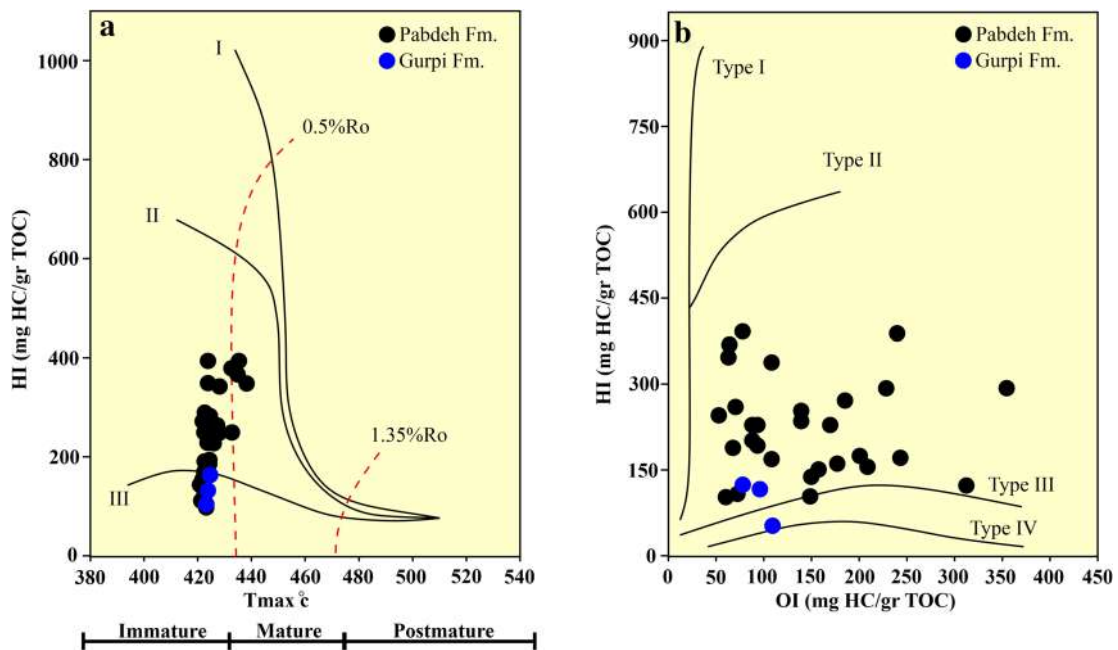 a
Pabdeh Fm.
Gurpi Fm.
I
0.5%Ro
II
1.35%Ro
III
HI (mg HC/gr TOC)
1000
800
600
400
200
0
380 400 420 440 460 480 500 520 540
Tmax °c
Immature Mature Postmature
b
Pabdeh Fm.
Gurpi Fm.
Type I
Type II
Type III
Type IV
HI (mg HC/gr TOC)
900
750
600
450
300
150
0
0 50 100 150 200 250 300 350 400 450
OI (mg HC/gr TOC)